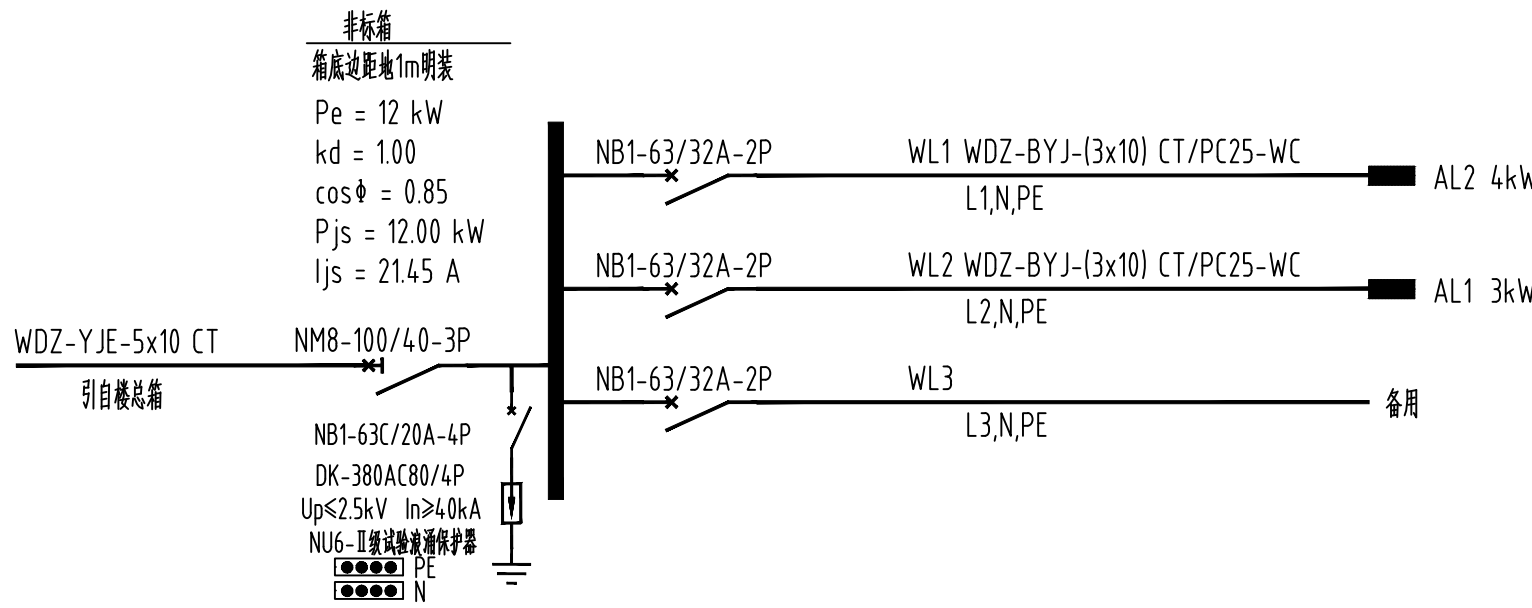 非标箱
箱底边距地1m明装
Pe = 12 kW
kd = 1.00
cosΦ = 0.85
Pjs = 12.00 kW
Ijs = 21.45 A
WDZ-YJE-5x10 CT
引自楼总箱
NM8-100/40-3P
NB1-63C/20A-4P
DK-380AC80/4P
Up≤2.5kV In≥40kA
NU6-Ⅱ级试验浪涌保护器
PE
N
NB1-63/32A-2P
WL1 WDZ-BYJ-(3x10) CT/PC25-WC
L1,N,PE
AL2 4kW
NB1-63/32A-2P
WL2 WDZ-BYJ-(3x10) CT/PC25-WC
L2,N,PE
AL1 3kW
NB1-63/32A-2P
WL3
L3,N,PE
备用